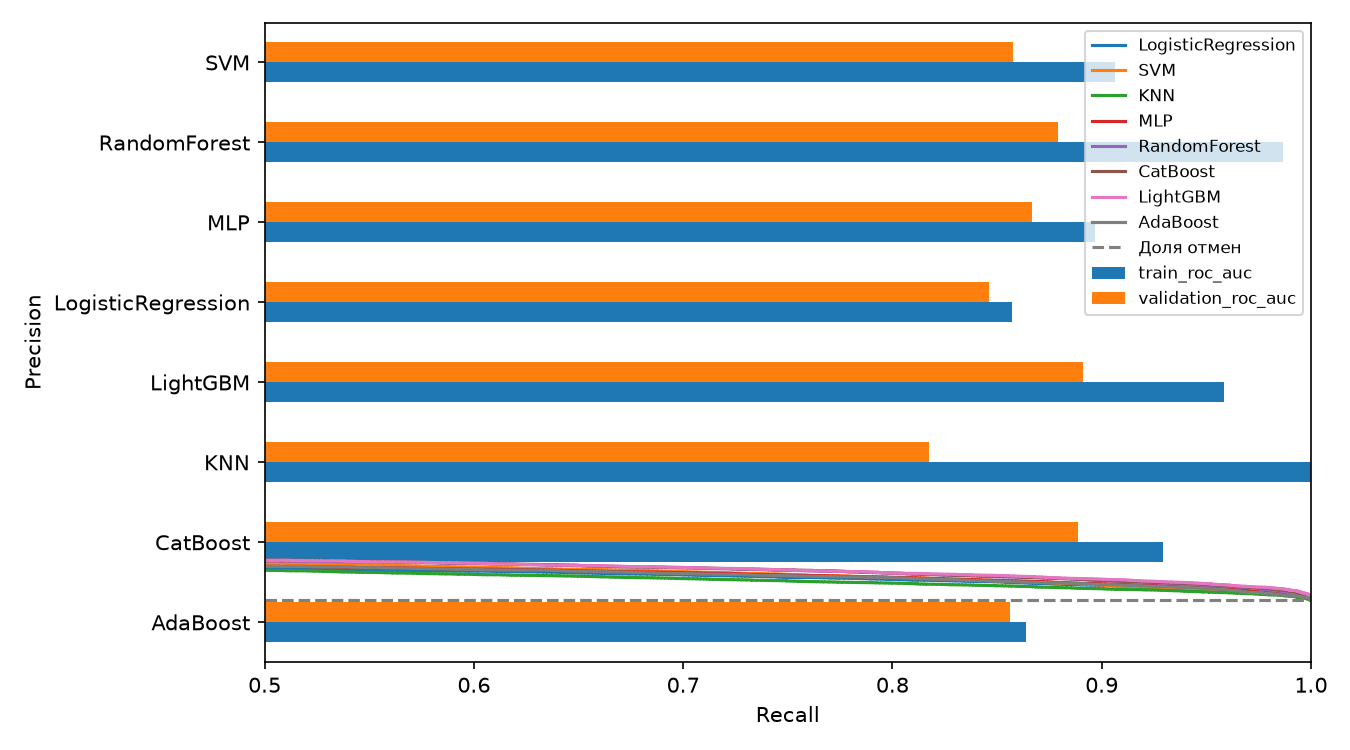 SVM
RandomForest
MLP
LogisticRegression
LightGBM
KNN
CatBoost
AdaBoost
Precision
0.5
0.6
0.7
0.8
0.9
1.0
Recall
LogisticRegression
SVM
KNN
MLP
RandomForest
CatBoost
LightGBM
AdaBoost
Доля отмен
train_roc_auc
validation_roc_auc